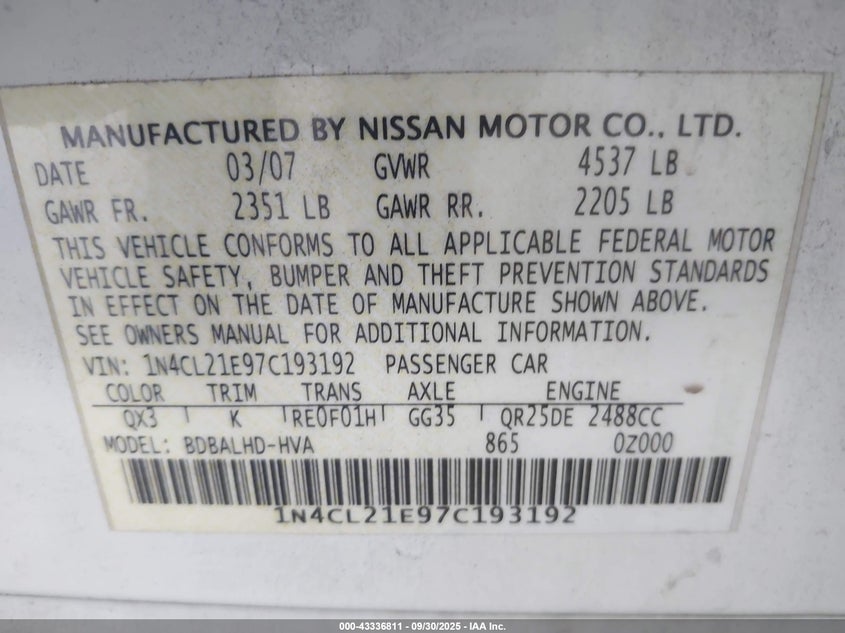 MANUFACTURED BY NISSAN MOTOR CO., LTD.
DATE 03/07 GVWR 4537 LB
GAWR FR. 2351 LB GAWR RR. 2205 LB
THIS VEHICLE CONFORMS TO ALL APPLICABLE FEDERAL MOTOR
VEHICLE SAFETY, BUMPER AND THEFT PREVENTION STANDARDS
IN EFFECT ON THE DATE OF MANUFACTURE SHOWN ABOVE.
SEE OWNERS MANUAL FOR ADDITIONAL INFORMATION.
VIN: 1N4CL21E97C193192 PASSENGER CAR
COLOR TRIM TRANS AXLE ENGINE
QX3 K RE0F01H GG35 QR25DE 2488CC
MODEL: BDBALHD-HVA 865 0Z000
1N4CL21E97C193192
000-43336811 - 09/30/2025 - IAA Inc.